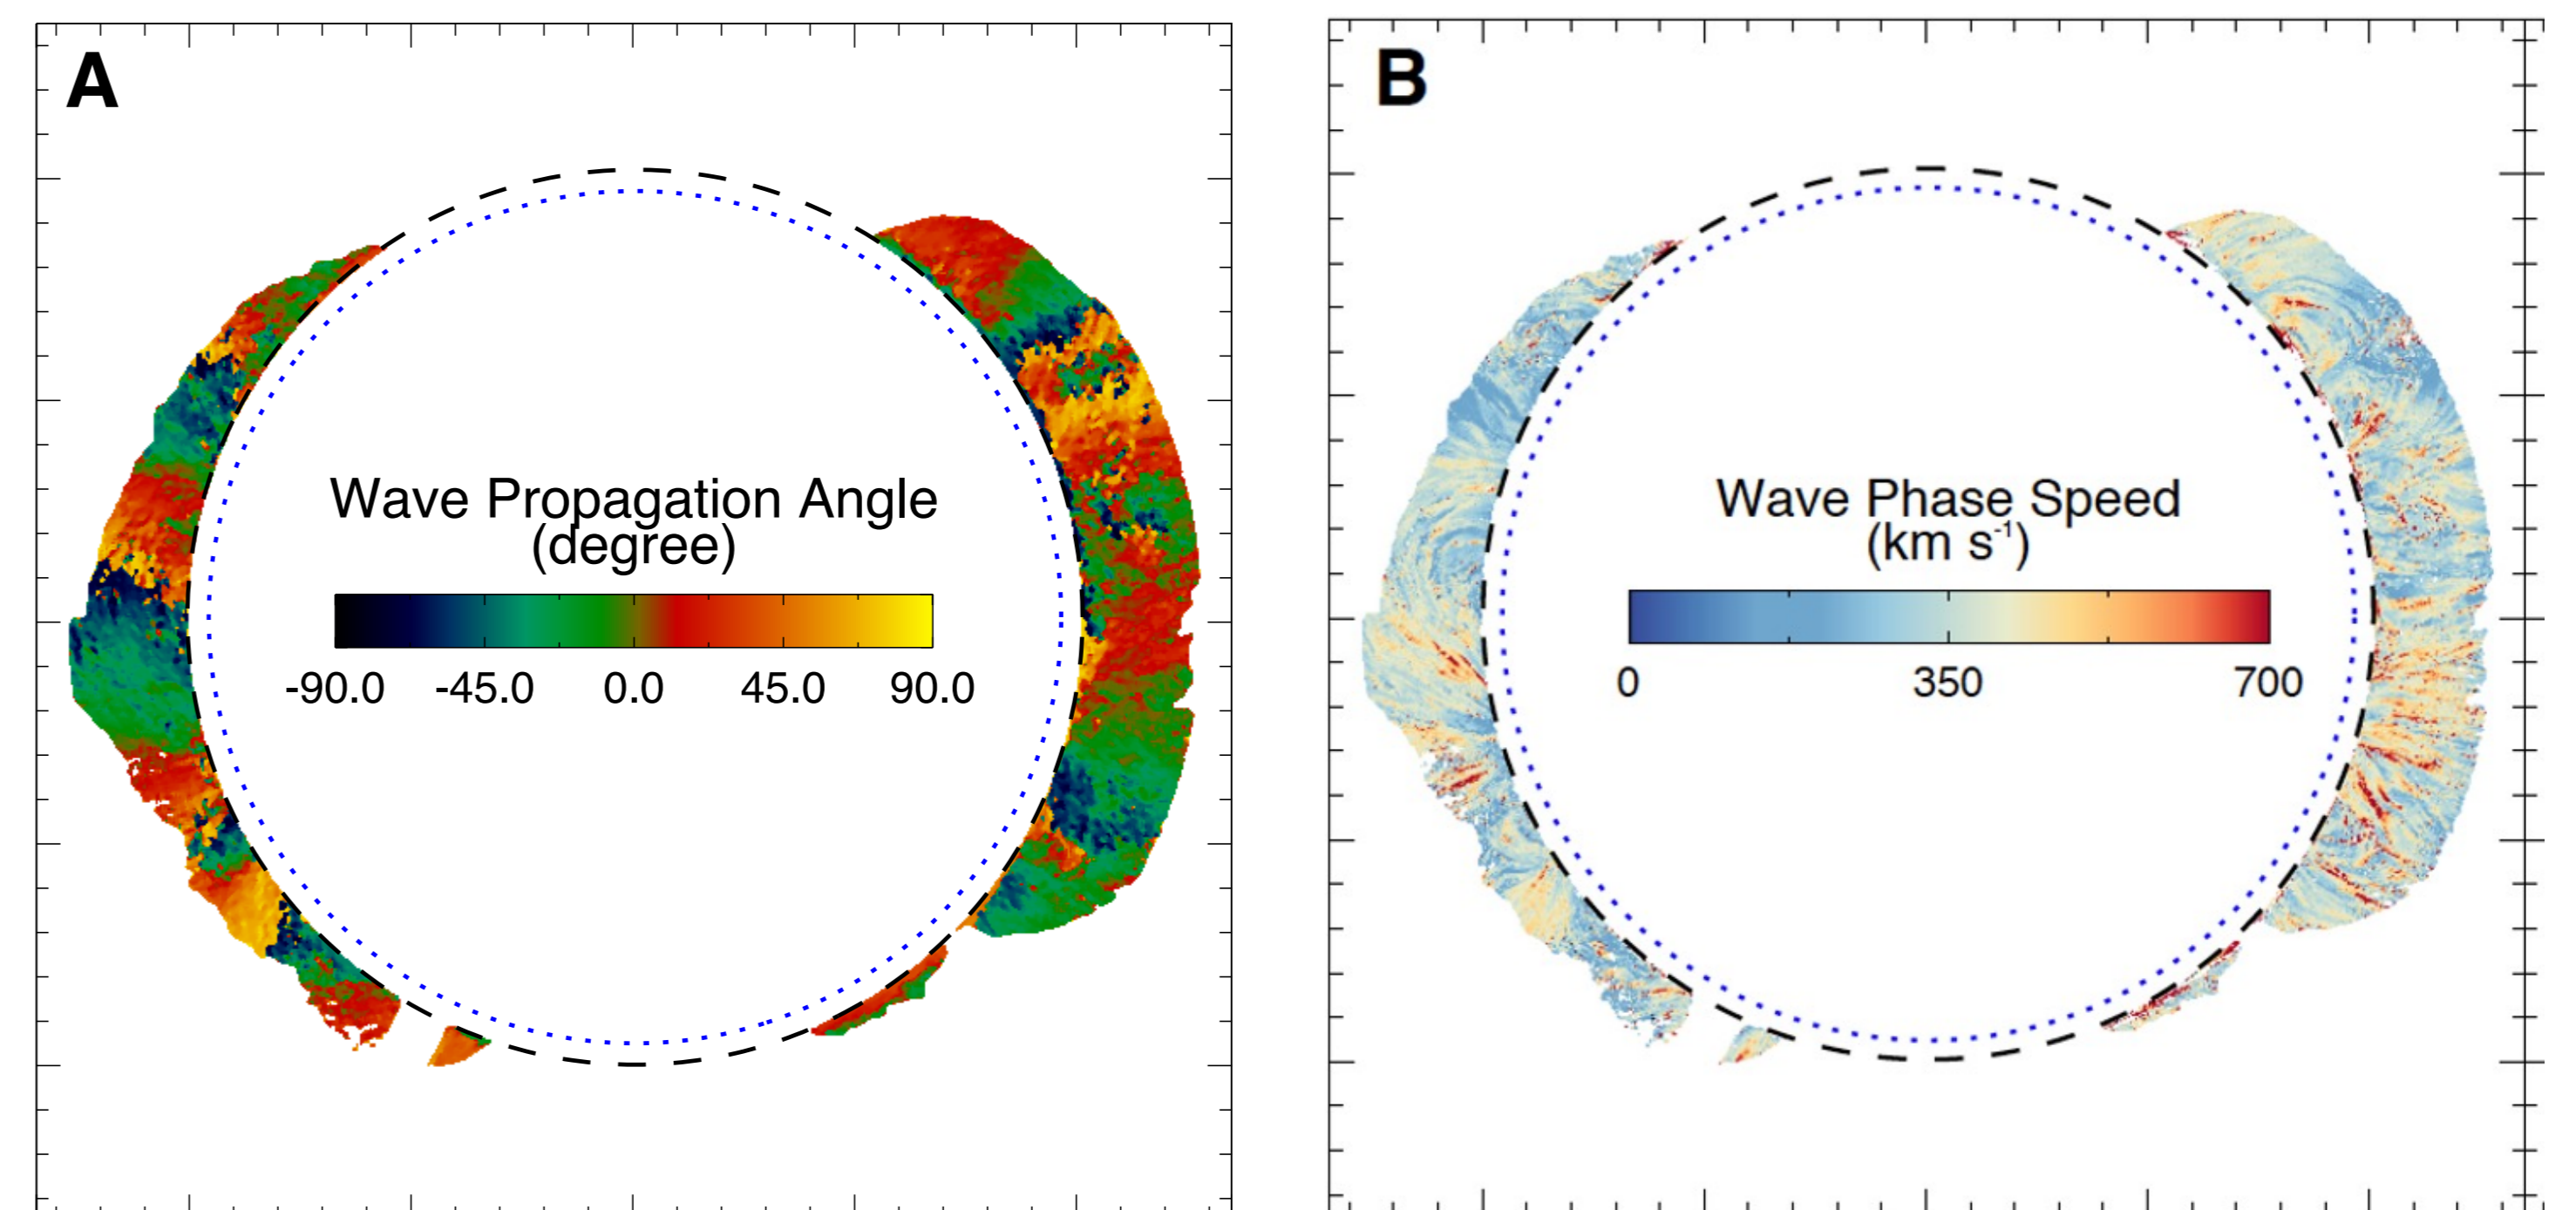 A
Wave Propagation Angle
(degree)
-90.0 -45.0 0.0 45.0 90.0
B
Wave Phase Speed
(km s⁻¹)
0 350 700